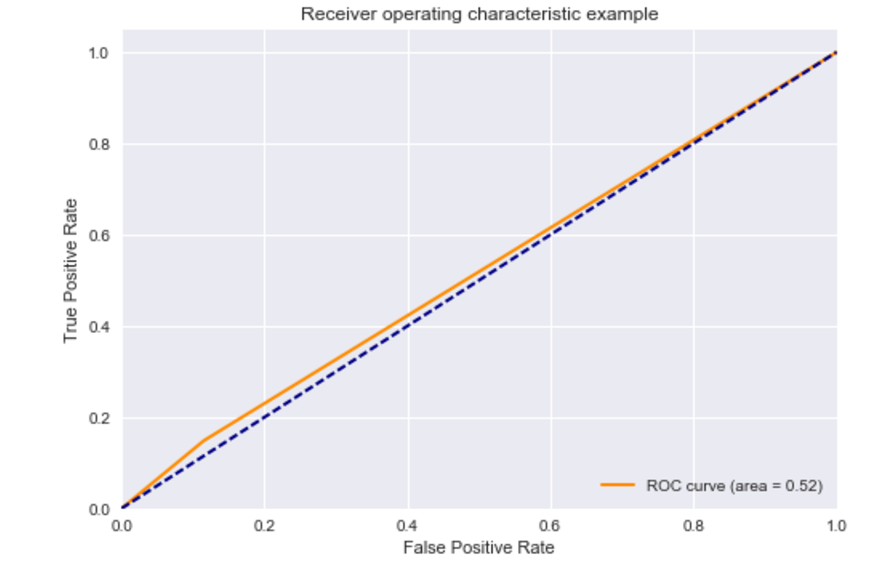 Receiver operating characteristic example
1.0
0.8
0.6
0.4
0.2
0.0
True Positive Rate
ROC curve (area = 0.52)
0.0 0.2 0.4 0.6 0.8 1.0
False Positive Rate